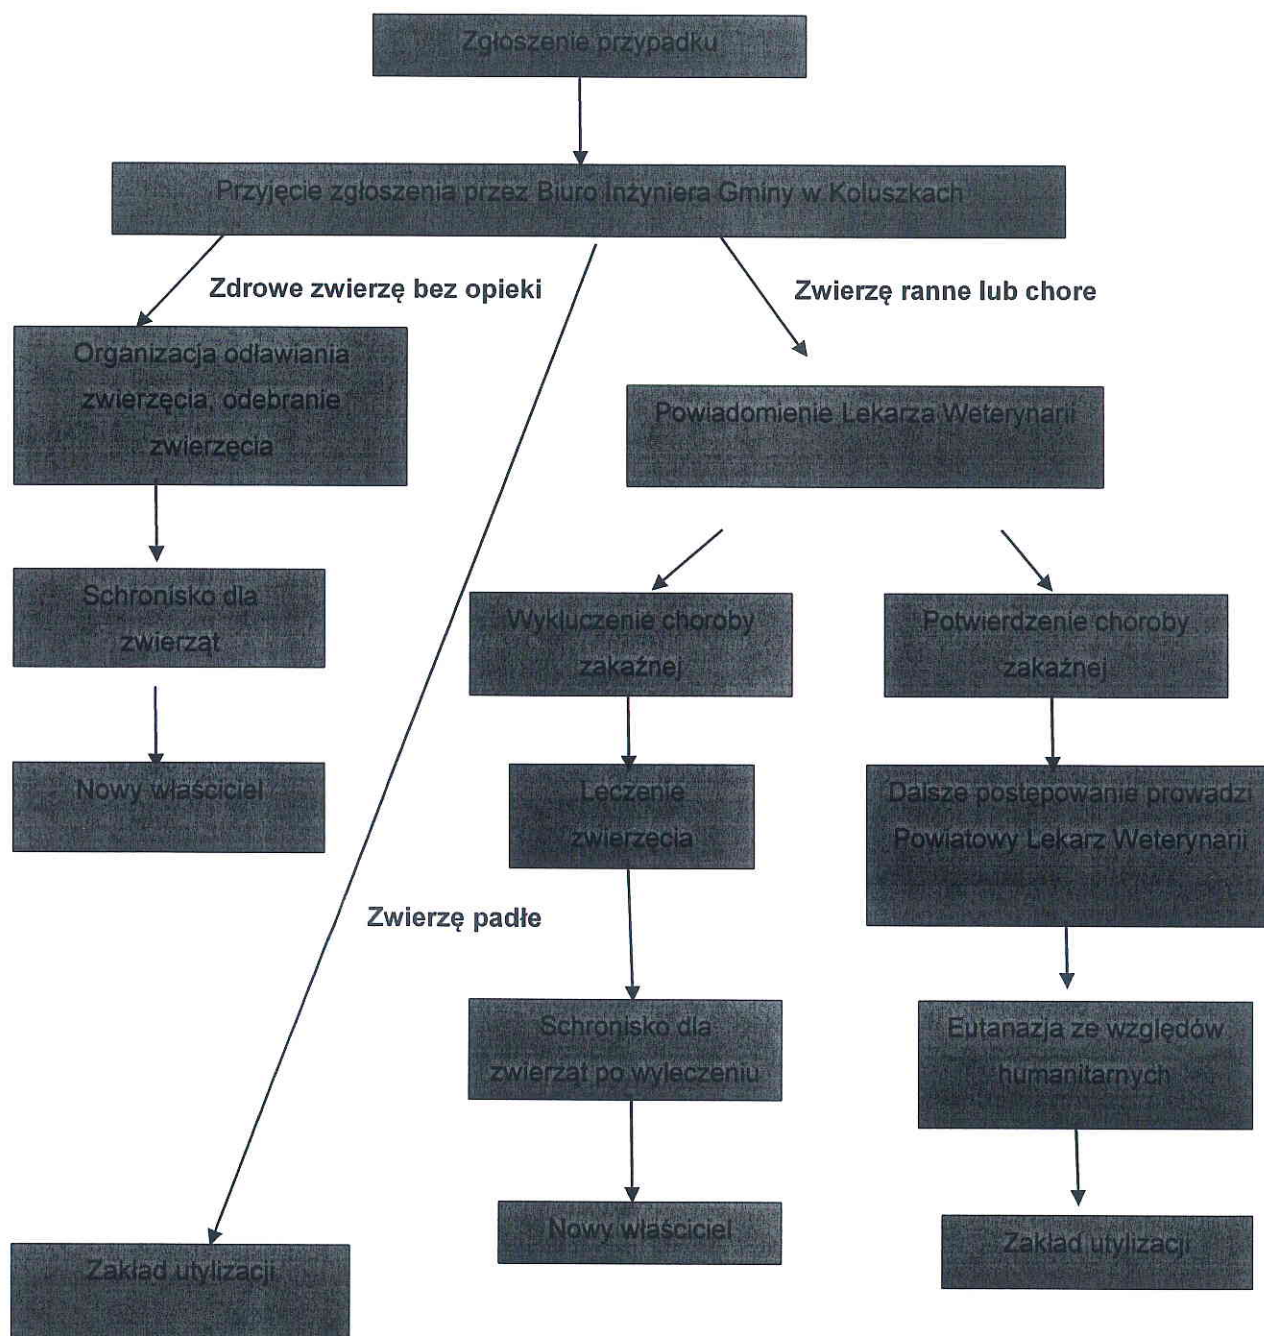 Zgłoszenie przypadku
Przyjęcie zgłoszenia przez Biuro Inżyniera Gminy w Koluszkach
Zdrowe zwierzę bez opieki
Zwierzę ranne lub chore
Organizacja odławiania
zwierzęcia, odebranie
zwierzęcia
Powiadomienie Lekarza Weterynarii
Schronisko dla
zwierząt
Wykluczenie choroby
zakaźnej
Potwierdzenie choroby
zakaźnej
Nowy właściciel
Leczenie
zwierzęcia
Dalsze postępowanie prowadzi
Powiatowy Lekarz Weterynarii
Zwierzę padłe
Schronisko dla
zwierząt po wyleczeniu
Eutanazja ze względów
humanitarnych
Nowy właściciel
Zakład utylizacji
Zakład utylizacji